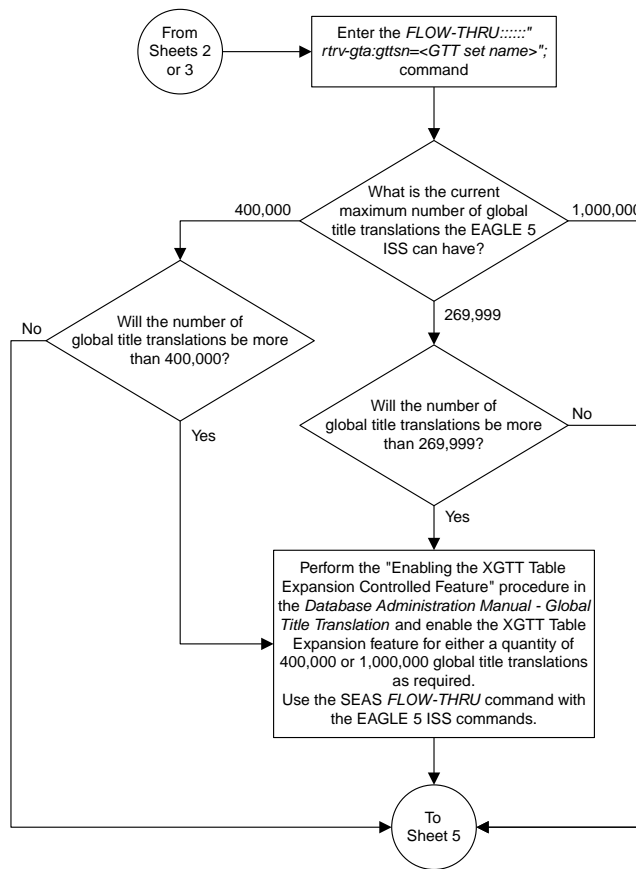 From
Sheets 2
or 3
Enter the FLOW-THRU::::::"
rtrv-gta:gttsn=<GTT set name>";
command
What is the current
maximum number of global
title translations the EAGLE 5
ISS can have?
400,000
1,000,000
269,999
Will the number of
global title translations be more
than 400,000?
No
Yes
Will the number of
global title translations be more
than 269,999?
No
Yes
Perform the "Enabling the XGTT Table
Expansion Controlled Feature" procedure in
the Database Administration Manual - Global
Title Translation and enable the XGTT Table
Expansion feature for either a quantity of
400,000 or 1,000,000 global title translations
as required.
Use the SEAS FLOW-THRU command with
the EAGLE 5 ISS commands.
To
Sheet 5